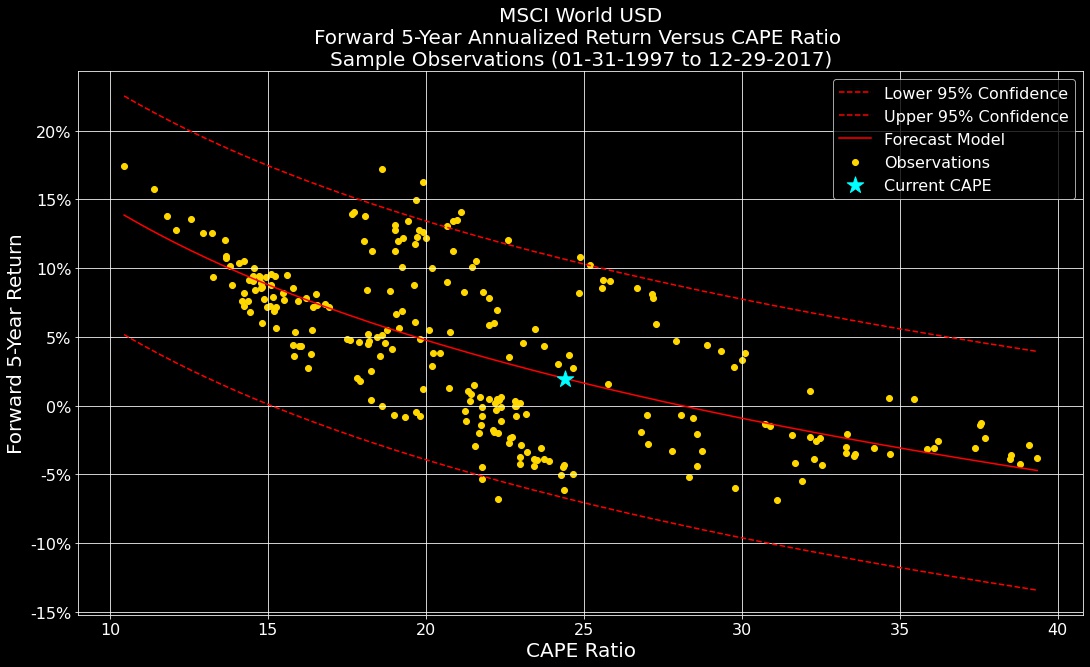 MSCI World USD
Forward 5-Year Annualized Return Versus CAPE Ratio
Sample Observations (01-31-1997 to 12-29-2017)
Lower 95% Confidence
Upper 95% Confidence
Forecast Model
Observations
Current CAPE
Forward 5-Year Return
20%
15%
10%
5%
0%
-5%
-10%
-15%
10 15 20 25 30 35 40
CAPE Ratio